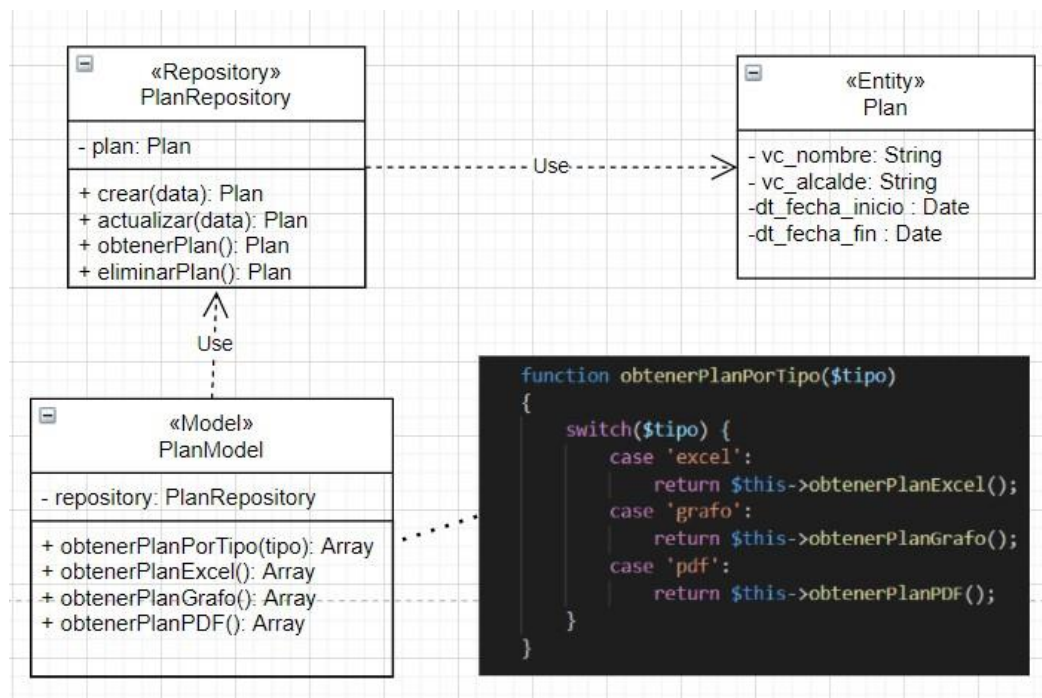 «Repository»
PlanRepository
- plan: Plan
+ crear(data): Plan
+ actualizar(data): Plan
+ obtenerPlan(): Plan
+ eliminarPlan(): Plan
Use
«Entity»
Plan
- vc_nombre: String
- vc_alcalde: String
-dt_fecha_inicio : Date
-dt_fecha_fin : Date
Use
«Model»
PlanModel
- repository: PlanRepository
+ obtenerPlanPorTipo(tipo): Array
+ obtenerPlanExcel(): Array
+ obtenerPlanGrafo(): Array
+ obtenerPlanPDF(): Array
function obtenerPlanPorTipo($tipo)
{
switch($tipo) {
case 'excel':
return $this->obtenerPlanExcel();
case 'grafo':
return $this->obtenerPlanGrafo();
case 'pdf':
return $this->obtenerPlanPDF();
}
}